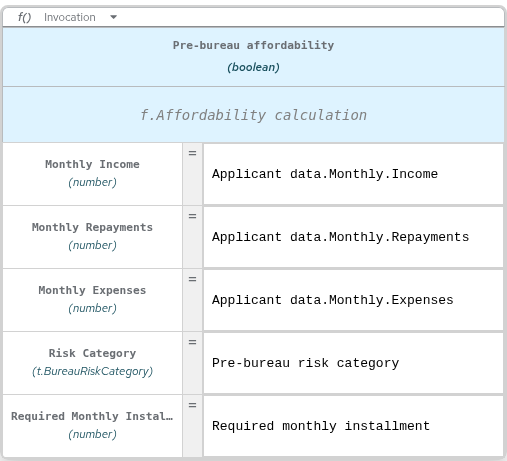 f() Invocation
Pre-bureau affordability
(boolean)
f.Affordability calculation
Monthly Income
(number)
=
Applicant data.Monthly.Income
Monthly Repayments
(number)
=
Applicant data.Monthly.Repayments
Monthly Expenses
(number)
=
Applicant data.Monthly.Expenses
Risk Category
(t.BureauRiskCategory)
=
Pre-bureau risk category
Required Monthly Instal…
(number)
=
Required monthly installment